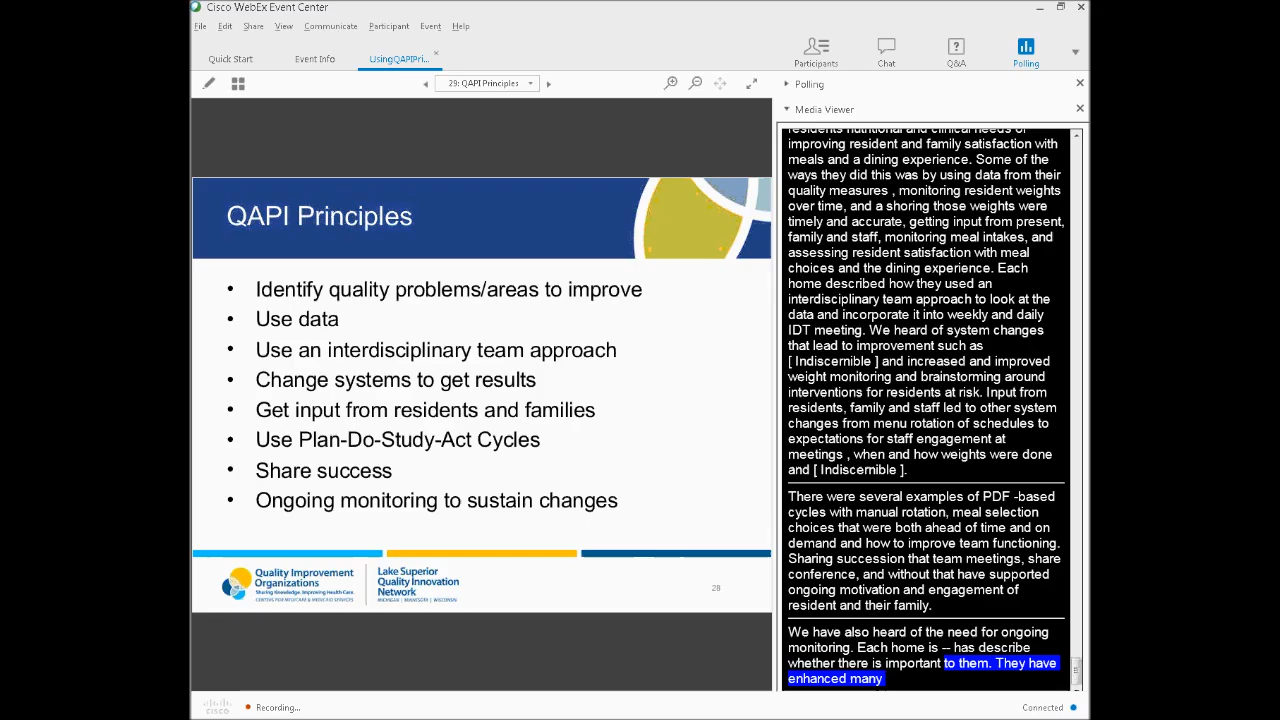 Cisco WebEx Event Center
File Edit Share View Communicate Participant Event Help
Quick Start Event Info UsingQAPIPri...
Participants Chat Q&A Polling
29: QAPI Principles
Polling
Media Viewer
QAPI Principles
• Identify quality problems/areas to improve
• Use data
• Use an interdisciplinary team approach
• Change systems to get results
• Get input from residents and families
• Use Plan-Do-Study-Act Cycles
• Share success
• Ongoing monitoring to sustain changes
Quality Improvement
Organizations
Sharing Knowledge. Improving Health Care.
CENTERS FOR MEDICARE & MEDICAID SERVICES
Lake Superior
Quality Innovation
Network
MICHIGAN | MINNESOTA | WISCONSIN
28
residents nutritional and clinical needs of
improving resident and family satisfaction with
meals and a dining experience. Some of the
ways they did this was by using data from their
quality measures , monitoring resident weights
over time, and a shoring those weights were
timely and accurate, getting input from present,
family and staff, monitoring meal intakes, and
assessing resident satisfaction with meal
choices and the dining experience. Each
home described how they used an
interdisciplinary team approach to look at the
data and incorporate it into weekly and daily
IDT meeting. We heard of system changes
that lead to improvement such as
[ Indiscernible ] and increased and improved
weight monitoring and brainstorming around
interventions for residents at risk. Input from
residents, family and staff led to other system
changes from menu rotation of schedules to
expectations for staff engagement at
meetings , when and how weights were done
and [ Indiscernible ].
There were several examples of PDF -based
cycles with manual rotation, meal selection
choices that were both ahead of time and on
demand and how to improve team functioning.
Sharing succession that team meetings, share
conference, and without that have supported
ongoing motivation and engagement of
resident and their family.
We have also heard of the need for ongoing
monitoring. Each home is -- has describe
whether there is important to them. They have
enhanced many
cisco
Recording...
Connected